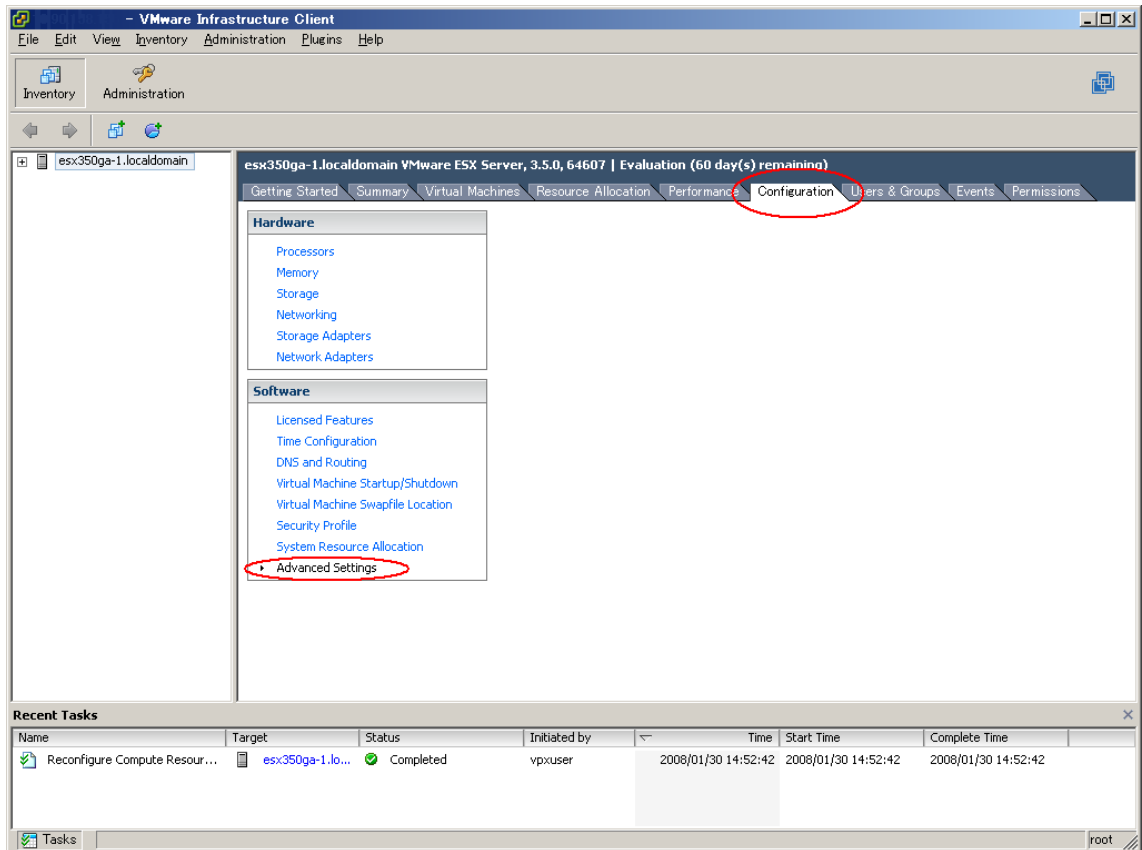 - VMware Infrastructure Client
File Edit View Inventory Administration Plugins Help
Inventory Administration
esx350ga-1.localdomain
esx350ga-1.localdomain VMware ESX Server, 3.5.0, 64607 | Evaluation (60 day(s) remaining)
Getting Started Summary Virtual Machines Resource Allocation Performance Configuration Users & Groups Events Permissions
Hardware
Processors
Memory
Storage
Networking
Storage Adapters
Network Adapters
Software
Licensed Features
Time Configuration
DNS and Routing
Virtual Machine Startup/Shutdown
Virtual Machine Swapfile Location
Security Profile
System Resource Allocation
Advanced Settings
Recent Tasks
Name Target Status Initiated by Time Start Time Complete Time
Reconfigure Compute Resour... esx350ga-1.lo... Completed vpxuser 2008/01/30 14:52:42 2008/01/30 14:52:42 2008/01/30 14:52:42
Tasks root